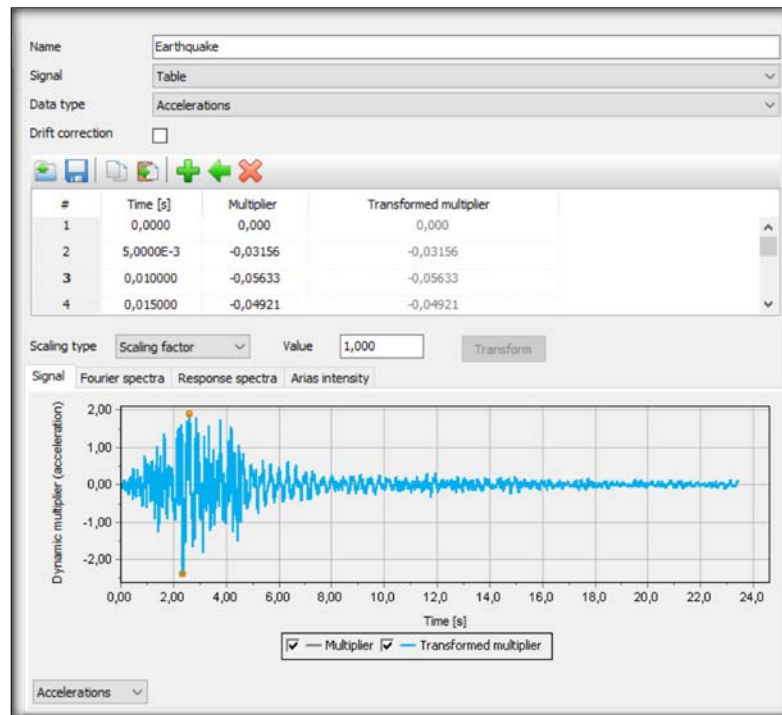 Name Earthquake
Signal Table
Data type Accelerations
Drift correction
# Time [s] Multiplier Transformed multiplier
1 0,0000 0,000 0,000
2 5,0000E-3 -0,03156 -0,03156
3 0,010000 -0,05633 -0,05633
4 0,015000 -0,04921 -0,04921
Scaling type Scaling factor Value 1,000 Transform
Signal Fourier spectra Response spectra Arias intensity
Dynamic multiplier (acceleration)
2,00
1,00
0,00
-1,00
-2,00
0,00 2,00 4,00 6,00 8,00 10,0 12,0 14,0 16,0 18,0 20,0 22,0 24,0
Time [s]
Multiplier Transformed multiplier
Accelerations